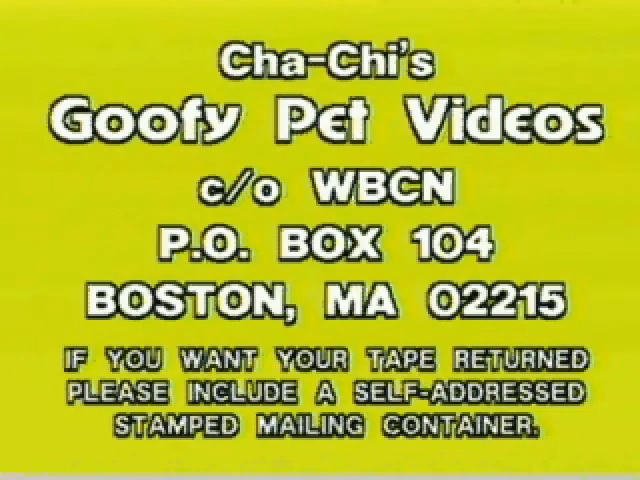 Cha-Chi's
Goofy Pet Videos
c/o WBCN
P.O. BOX 104
BOSTON, MA 02215
IF YOU WANT YOUR TAPE RETURNED
PLEASE INCLUDE A SELF-ADDRESSED
STAMPED MAILING CONTAINER.